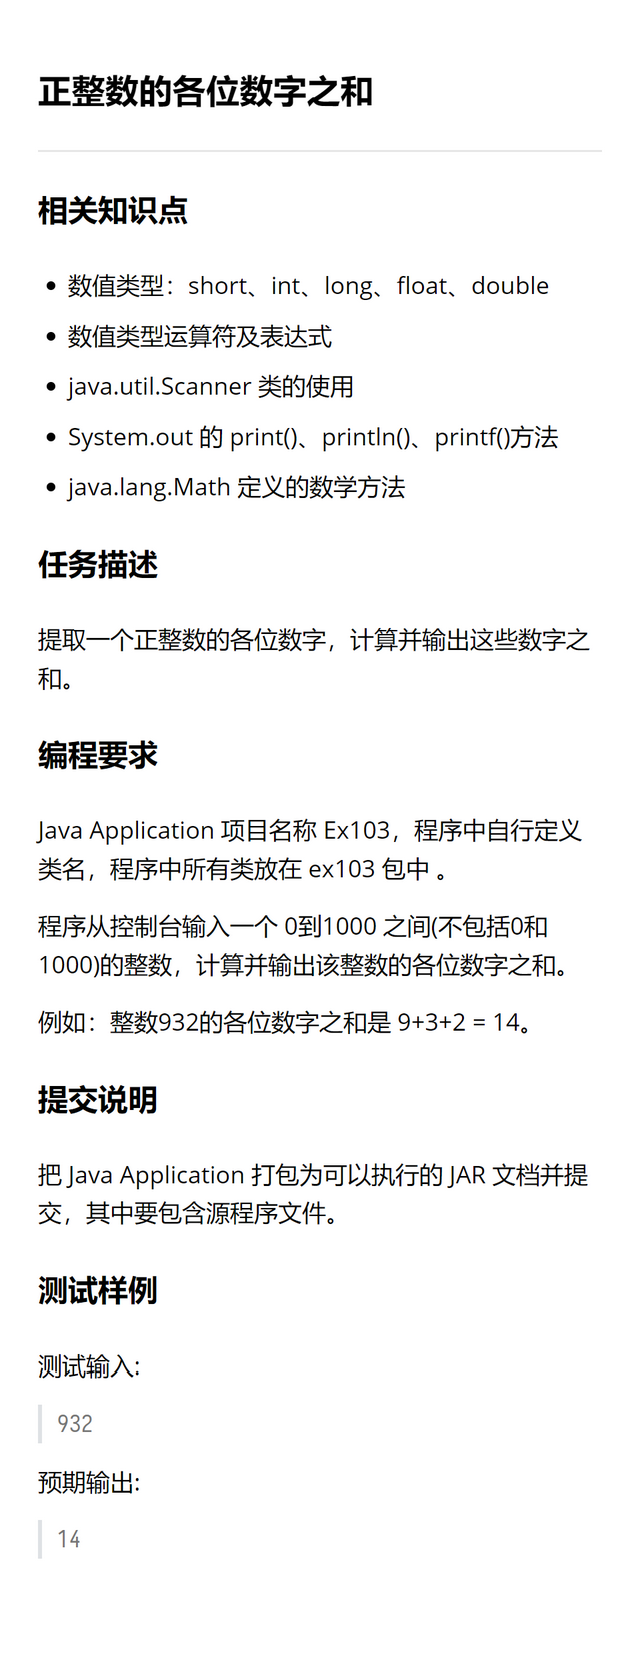 正整数的各位数字之和
相关知识点
• 数值类型：short、int、long、float、double
• 数值类型运算符及表达式
• java.util.Scanner 类的使用
• System.out 的 print()、println()、printf()方法
• java.lang.Math 定义的数学方法
任务描述
提取一个正整数的各位数字，计算并输出这些数字之
和。
编程要求
Java Application 项目名称 Ex103，程序中自行定义
类名，程序中所有类放在 ex103 包中 。
程序从控制台输入一个 0到1000 之间(不包括0和
1000)的整数，计算并输出该整数的各位数字之和。
例如：整数932的各位数字之和是 9+3+2 = 14。
提交说明
把 Java Application 打包为可以执行的 JAR 文档并提
交，其中要包含源程序文件。
测试样例
测试输入:
932
预期输出:
14